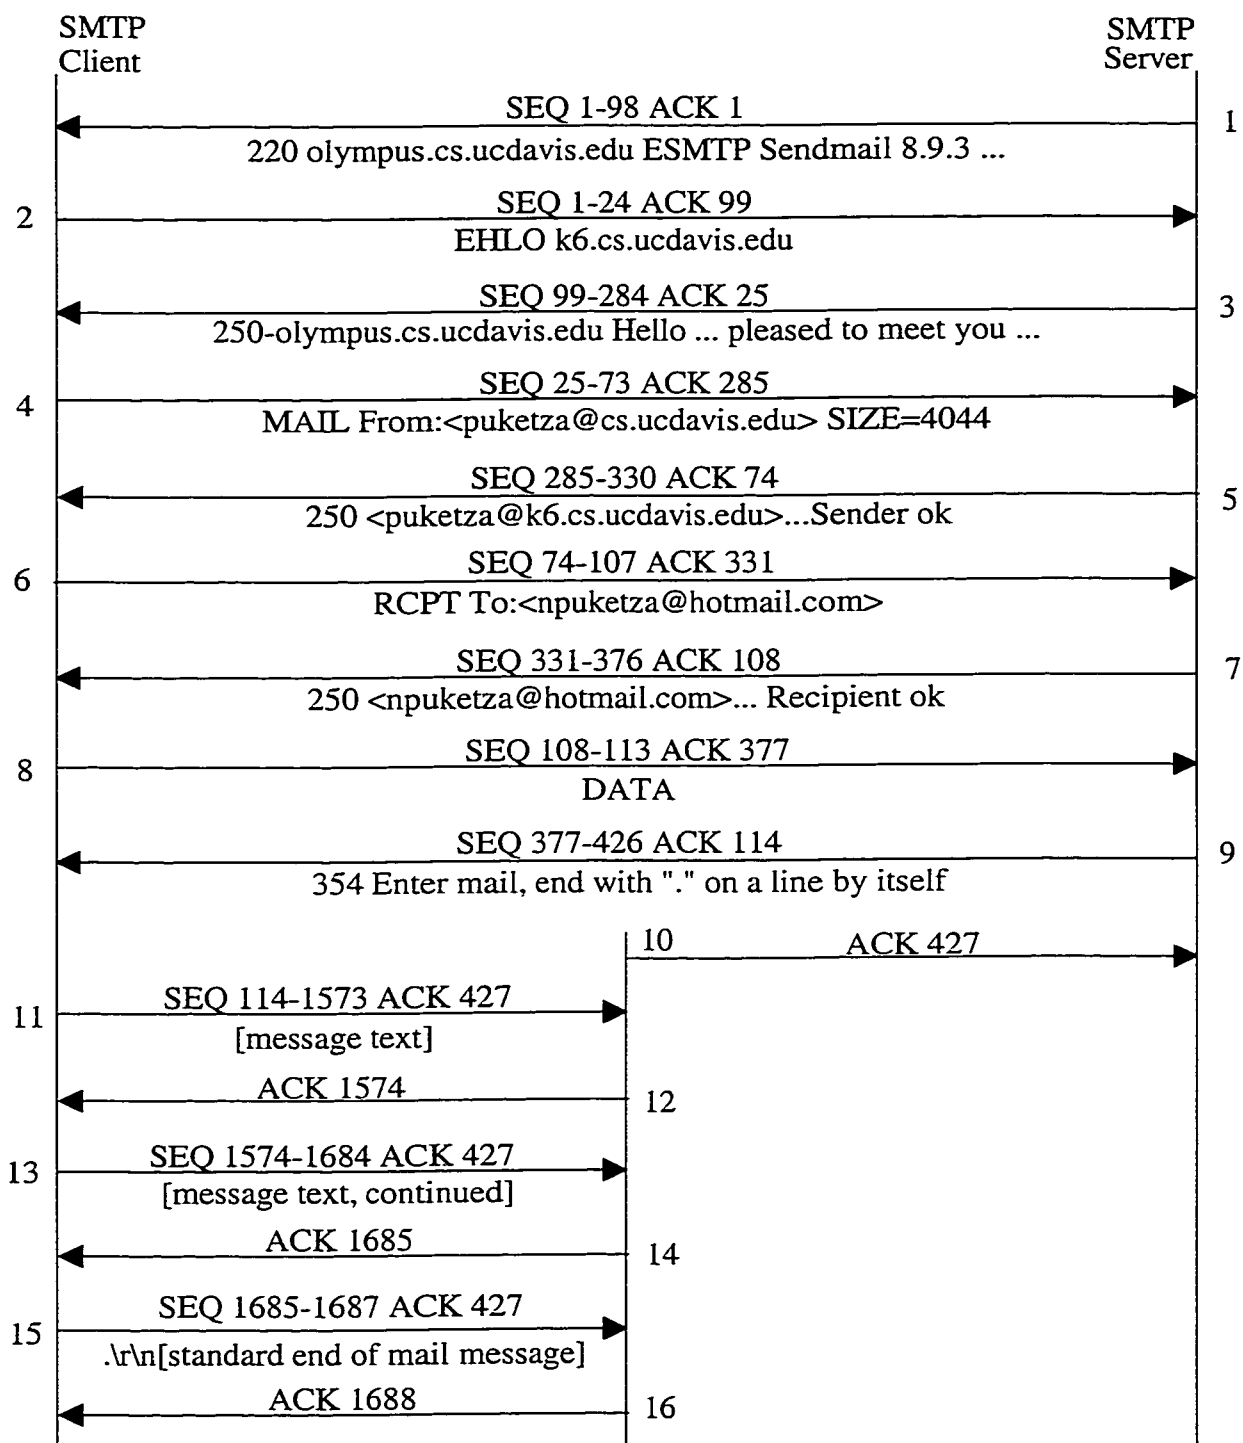 SMTP
Client
SMTP
Server
SEQ 1-98 ACK 1
1
220 olympus.cs.ucdavis.edu ESMTP Sendmail 8.9.3 ...
2
SEQ 1-24 ACK 99
EHLO k6.cs.ucdavis.edu
SEQ 99-284 ACK 25
3
250-olympus.cs.ucdavis.edu Hello ... pleased to meet you ...
4
SEQ 25-73 ACK 285
MAIL From:<puketza@cs.ucdavis.edu> SIZE=4044
SEQ 285-330 ACK 74
5
250 <puketza@k6.cs.ucdavis.edu>...Sender ok
6
SEQ 74-107 ACK 331
RCPT To:<npuketza@hotmail.com>
SEQ 331-376 ACK 108
7
250 <npuketza@hotmail.com>... Recipient ok
8
SEQ 108-113 ACK 377
DATA
SEQ 377-426 ACK 114
9
354 Enter mail, end with "." on a line by itself
10
ACK 427
11
SEQ 114-1573 ACK 427
[message text]
ACK 1574
12
13
SEQ 1574-1684 ACK 427
[message text, continued]
ACK 1685
14
15
SEQ 1685-1687 ACK 427
.\r\n[standard end of mail message]
ACK 1688
16